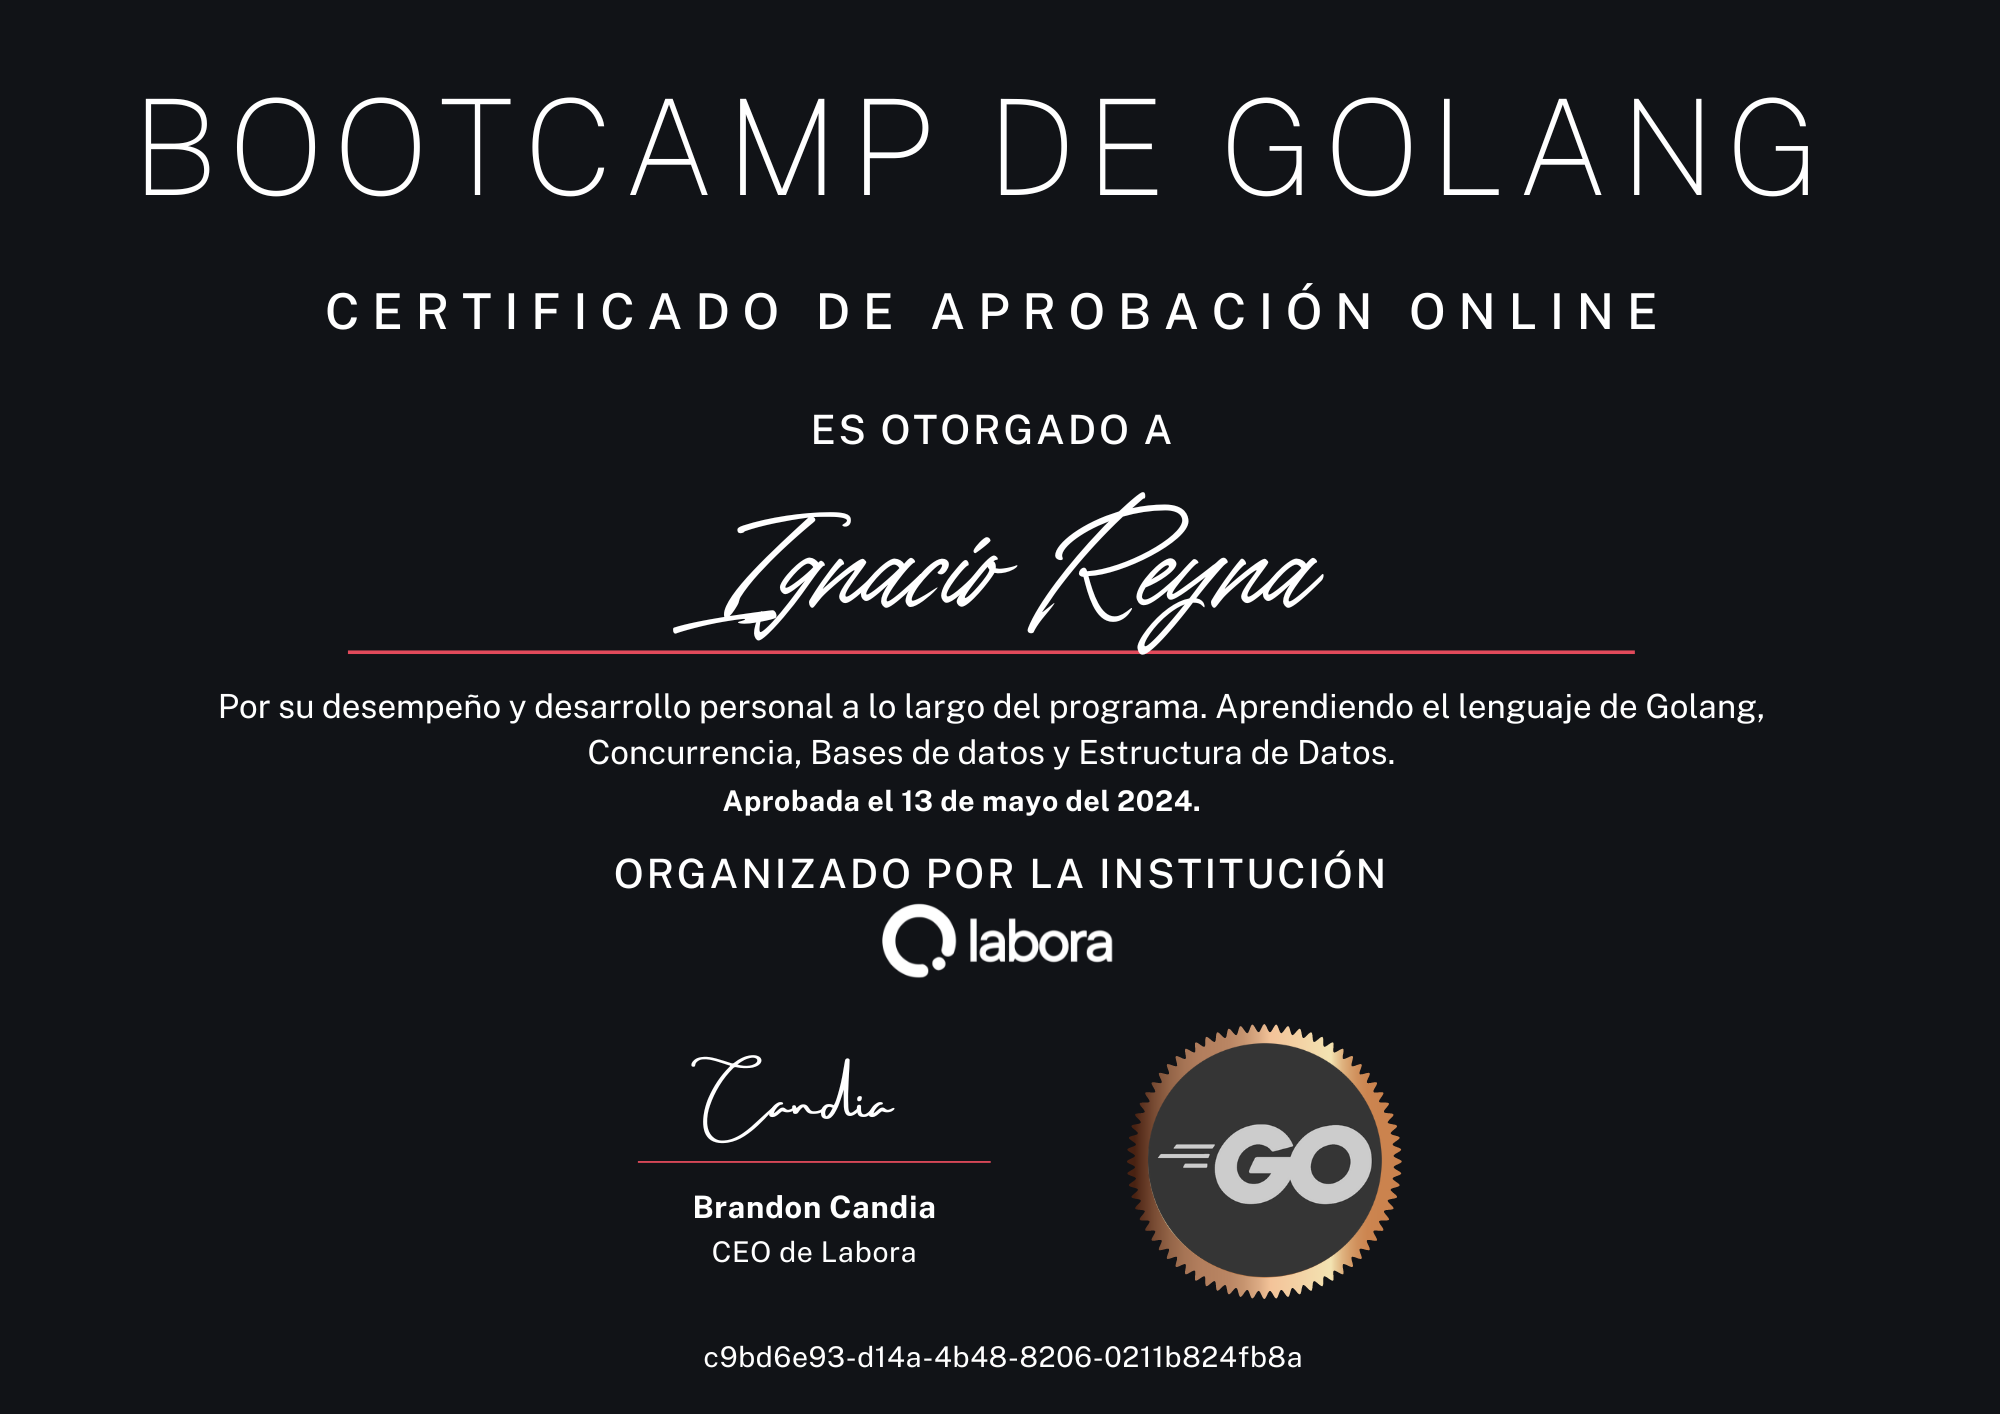 BOOTCAMP DE GOLANG
CERTIFICADO DE APROBACIÓN ONLINE
ES OTORGADO A
Ignacio Reyna
Por su desempeño y desarrollo personal a lo largo del programa. Aprendiendo el lenguaje de Golang,
Concurrencia, Bases de datos y Estructura de Datos.
Aprobada el 13 de mayo del 2024.
ORGANIZADO POR LA INSTITUCIÓN
labora
Candia
GO
Brandon Candia
CEO de Labora
c9bd6e93-d14a-4b48-8206-0211b824fb8a